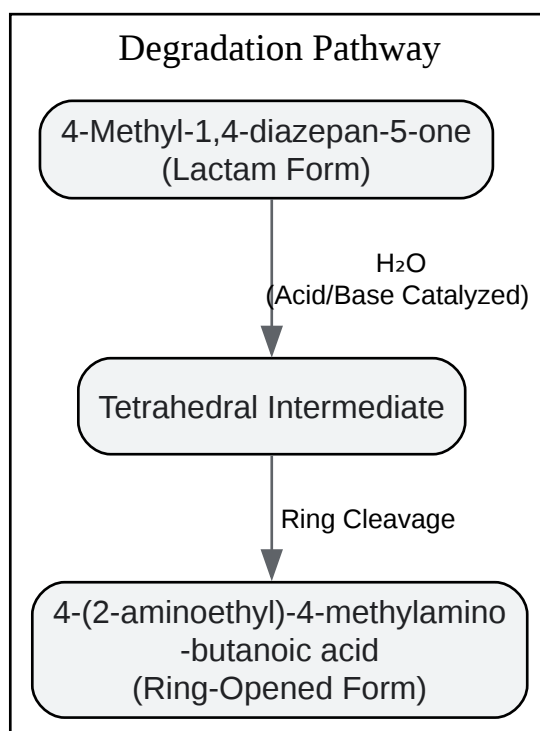 Degradation Pathway
4-Methyl-1,4-diazepan-5-one
(Lactam Form)
H₂O
(Acid/Base Catalyzed)
Tetrahedral Intermediate
Ring Cleavage
4-(2-aminoethyl)-4-methylamino
-butanoic acid
(Ring-Opened Form)